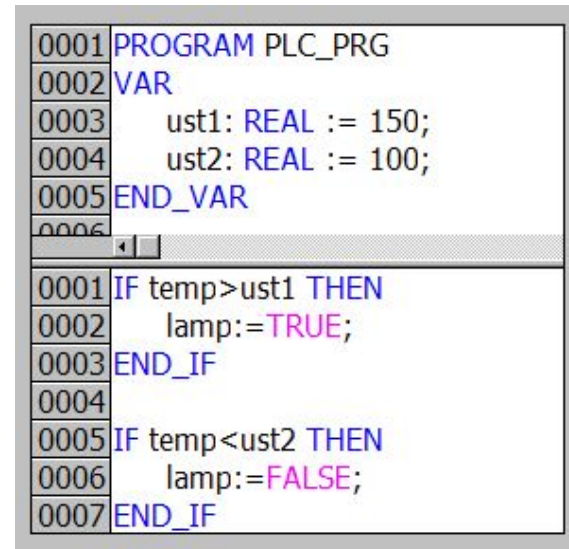 0001 PROGRAM PLC_PRG
0002 VAR
0003 ust1: REAL := 150;
0004 ust2: REAL := 100;
0005 END_VAR
0006
0001 IF temp>ust1 THEN
0002 lamp:=TRUE;
0003 END_IF
0004
0005 IF temp<ust2 THEN
0006 lamp:=FALSE;
0007 END_IF